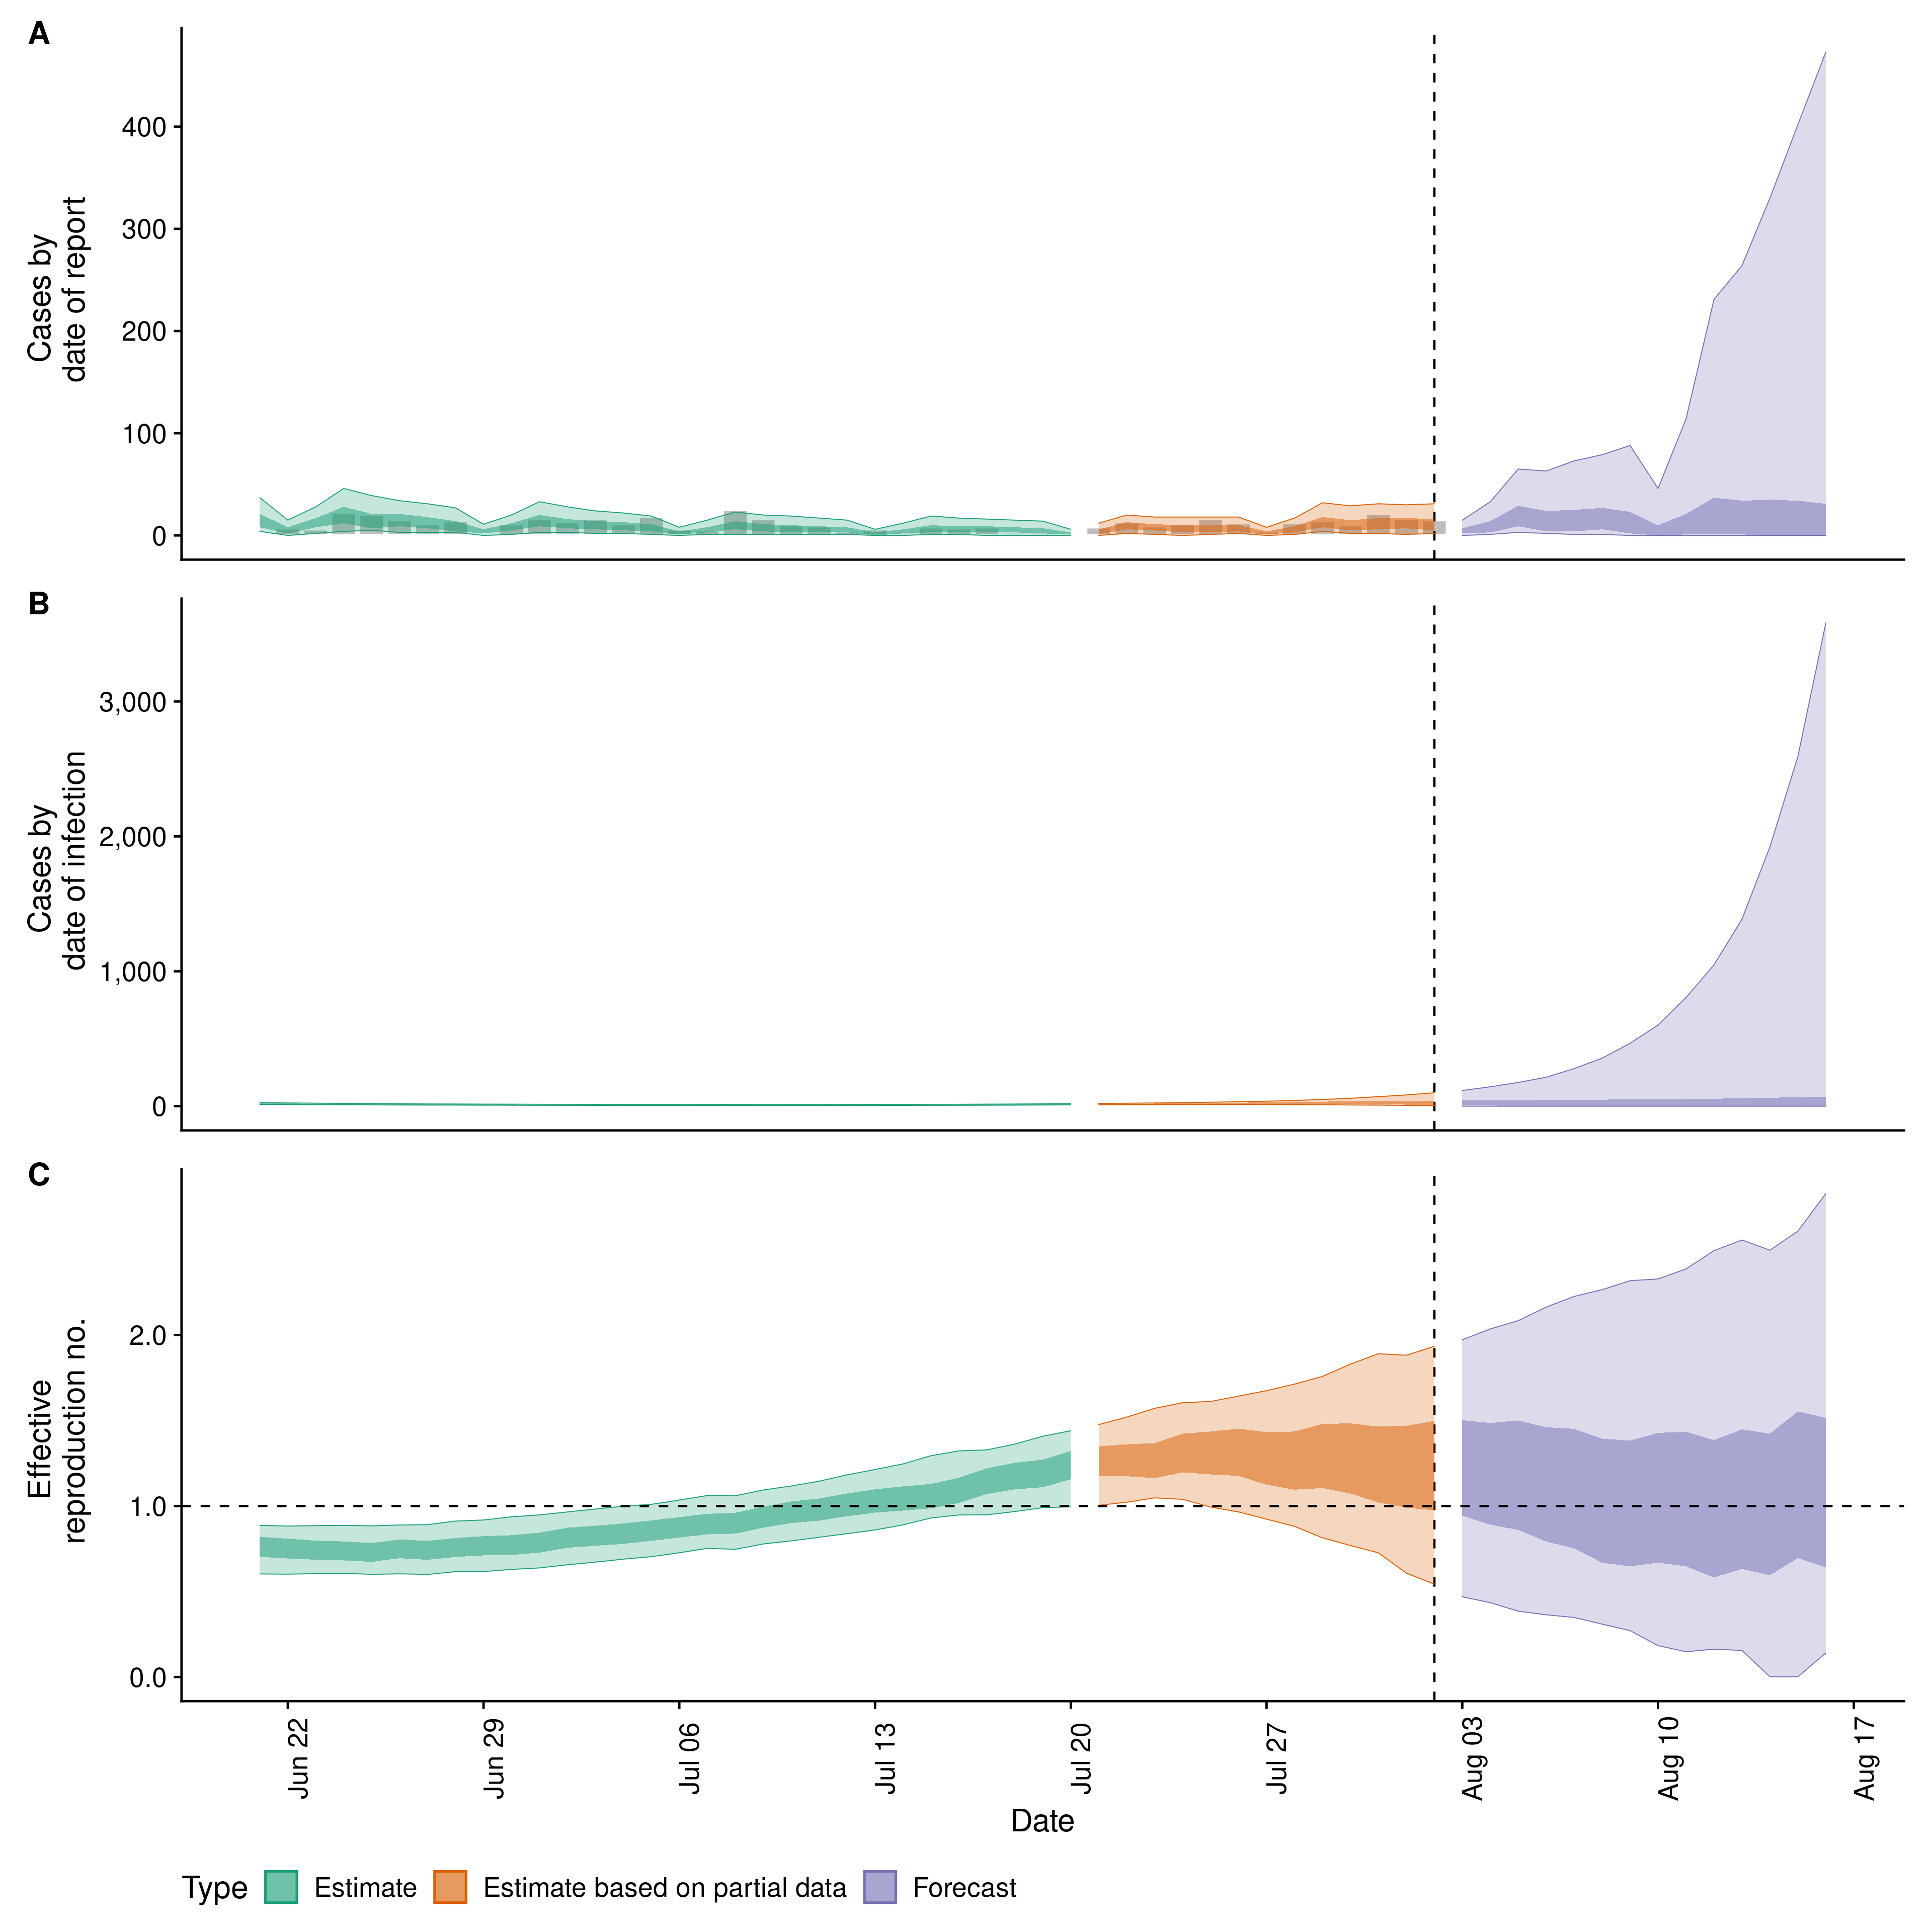 A
Cases by
date of report
400
300
200
100
0
B
Cases by
date of infection
3,000
2,000
1,000
0
C
Effective
reproduction no.
2.0
1.0
0.0
Jun 22
Jun 29
Jul 06
Jul 13
Jul 20
Jul 27
Aug 03
Aug 10
Aug 17
Date
Type Estimate Estimate based on partial data Forecast